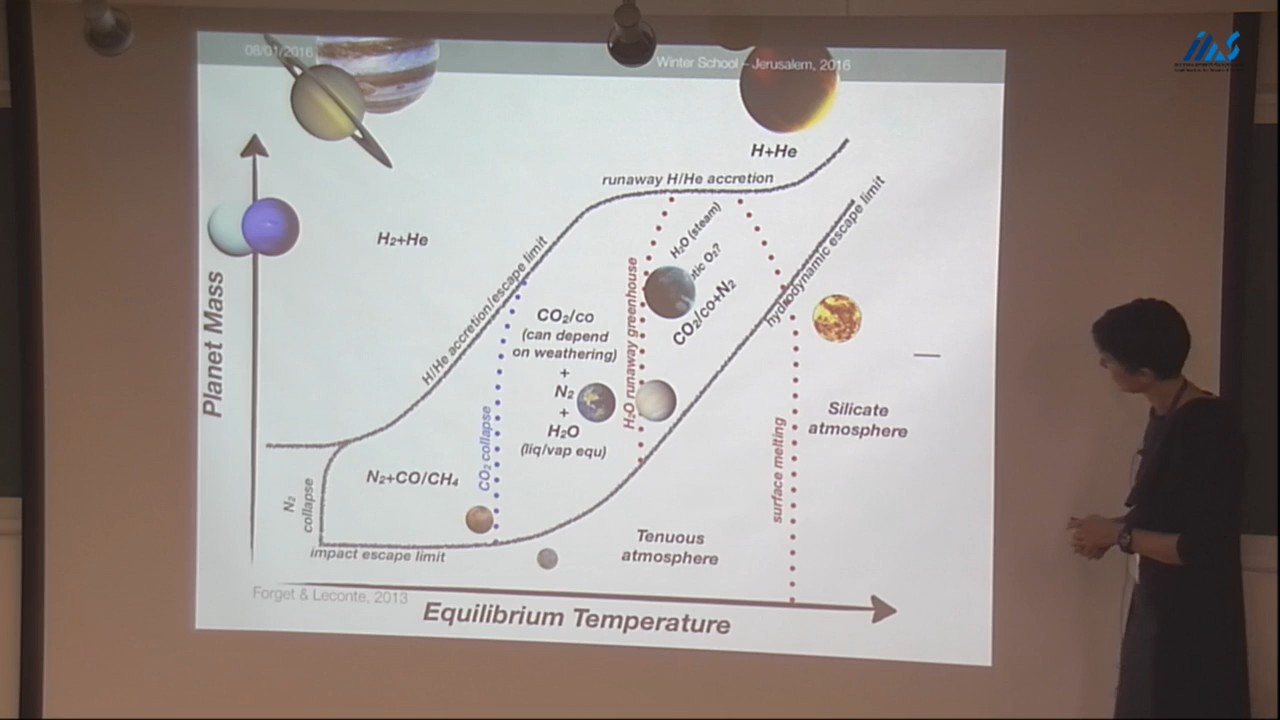 08/01/2016
Winter School – Jerusalem, 2016
H+He
runaway H/He accretion
H₂+He
H/He accretion/escape limit
H₂O (steam)
O₂?
CO₂/co+N₂
hydrodynamic escape limit
H₂O runaway greenhouse
CO₂/co
(can depend
on weathering)
+
N₂
+
H₂O
(liq/vap equ)
Planet Mass
CO₂ collapse
N₂+CO/CH₄
N₂
collapse
impact escape limit
Silicate
atmosphere
surface melting
Tenuous
atmosphere
Forget & Leconte, 2013
Equilibrium Temperature